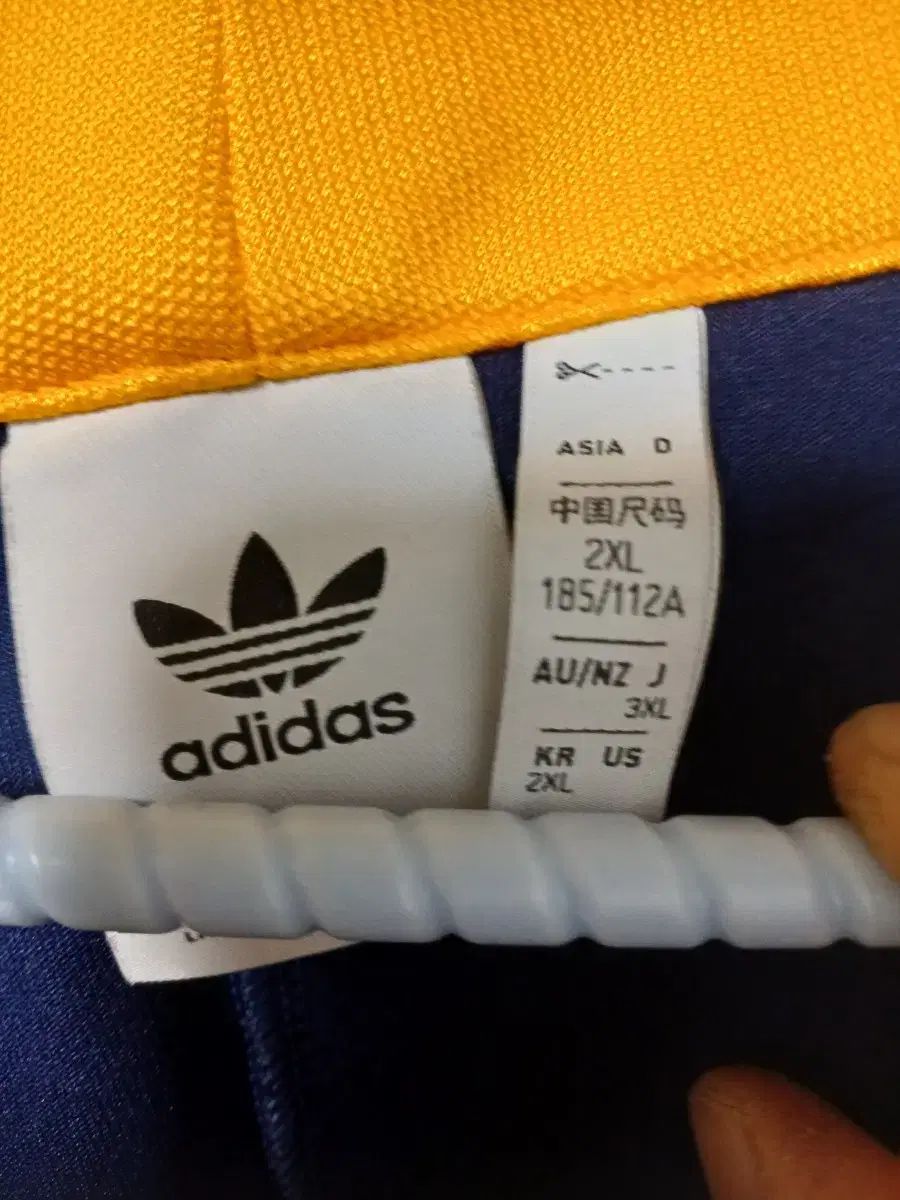 adidas
ASIA D
中国尺码
2XL
185/112A
AU/NZ J
3XL
KR US
2XL